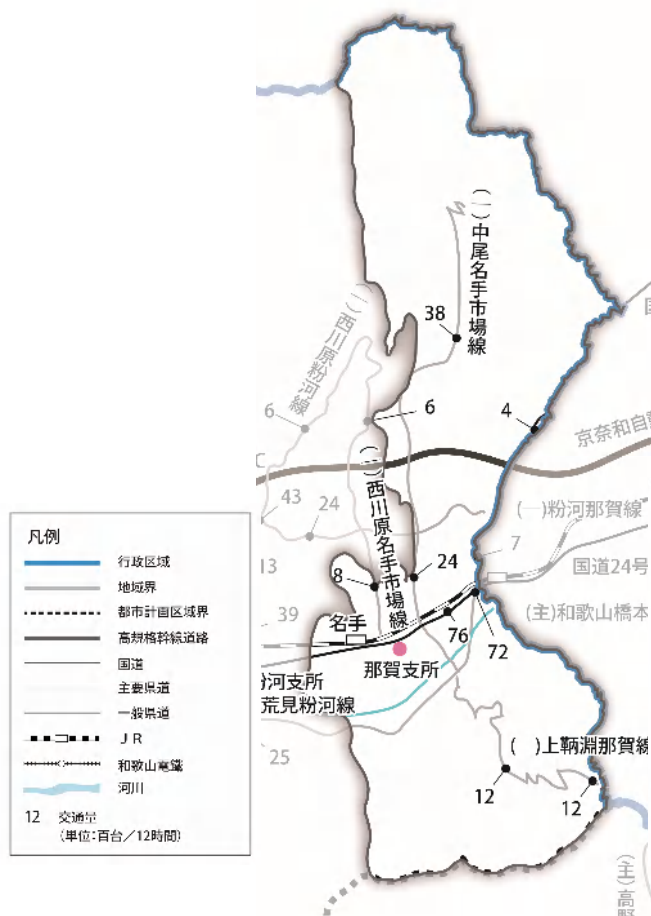 (一)中尾名手市場線
38
(一)西川原粉河線
6
6
4
京奈和自
C
(一)西川原名手市場線
43
24
(一)粉河那賀線
7
国道24号
13
8
24
(主)和歌山橋本
39
名手
76
72
那賀支所
粉河支所
荒見粉河線
25
( )上鞆淵那賀線
12
12
(主)高野
凡例
行政区域
地域界
都市計画区域界
高規格幹線道路
国道
主要県道
一般県道
JR
和歌山電鐵
河川
12 交通量
(単位:百台/12時間)